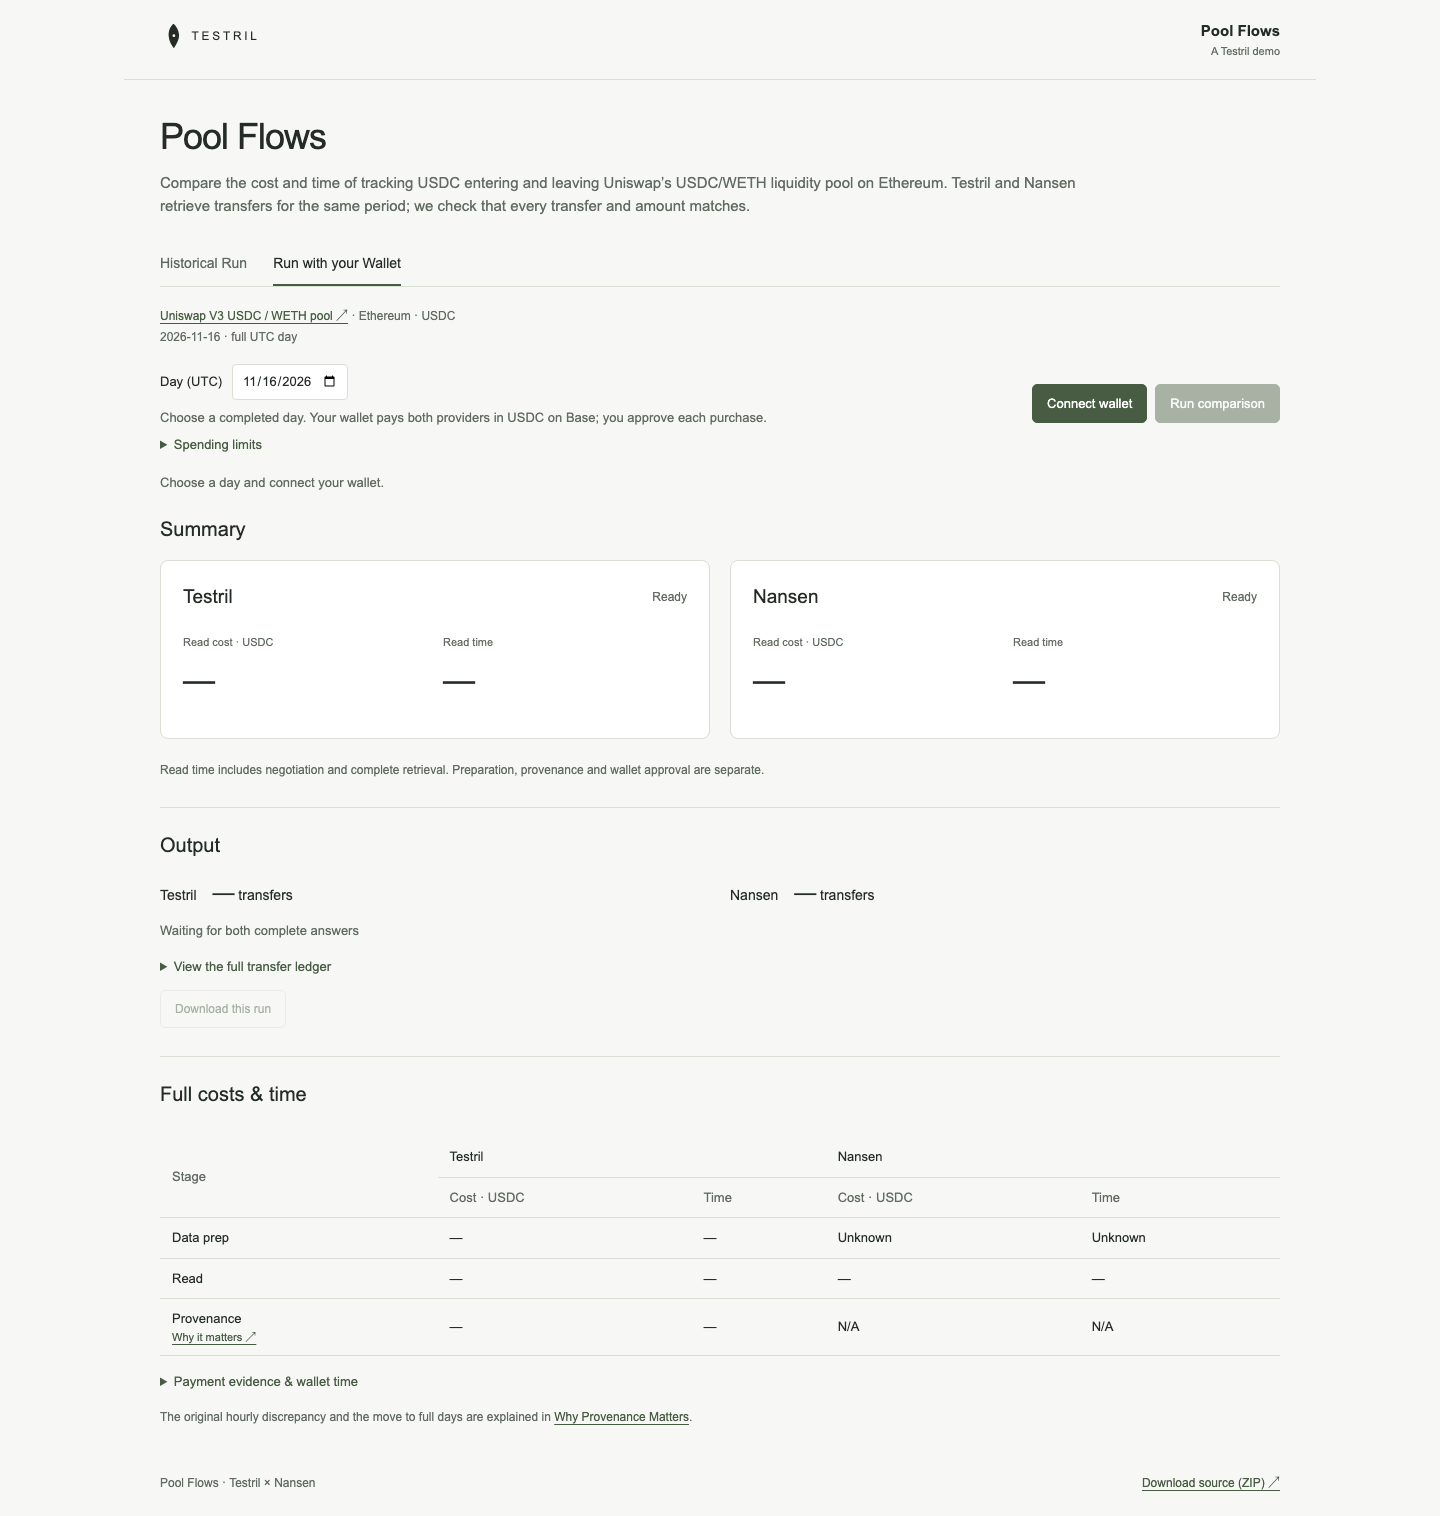 TESTRIL
Pool Flows
A Testril demo
Pool Flows
Compare the cost and time of tracking USDC entering and leaving Uniswap’s USDC/WETH liquidity pool on Ethereum. Testril and Nansen
retrieve transfers for the same period; we check that every transfer and amount matches.
Historical Run
Run with your Wallet
Uniswap V3 USDC / WETH pool ↗ · Ethereum · USDC
2026-11-16 · full UTC day
Day (UTC) 11/16/2026
Choose a completed day. Your wallet pays both providers in USDC on Base; you approve each purchase.
Connect wallet
Run comparison
▶ Spending limits
Choose a day and connect your wallet.
Summary
Testril
Ready
Read cost · USDC
Read time
—
—
Nansen
Ready
Read cost · USDC
Read time
—
—
Read time includes negotiation and complete retrieval. Preparation, provenance and wallet approval are separate.
Output
Testril — transfers
Nansen — transfers
Waiting for both complete answers
▶ View the full transfer ledger
Download this run
Full costs & time
Stage
Testril
Nansen
Cost · USDC
Time
Cost · USDC
Time
Data prep — — Unknown Unknown
Read — — — —
Provenance
Why it matters ↗
— — N/A N/A
▶ Payment evidence & wallet time
The original hourly discrepancy and the move to full days are explained in Why Provenance Matters.
Pool Flows · Testril × Nansen
Download source (ZIP) ↗